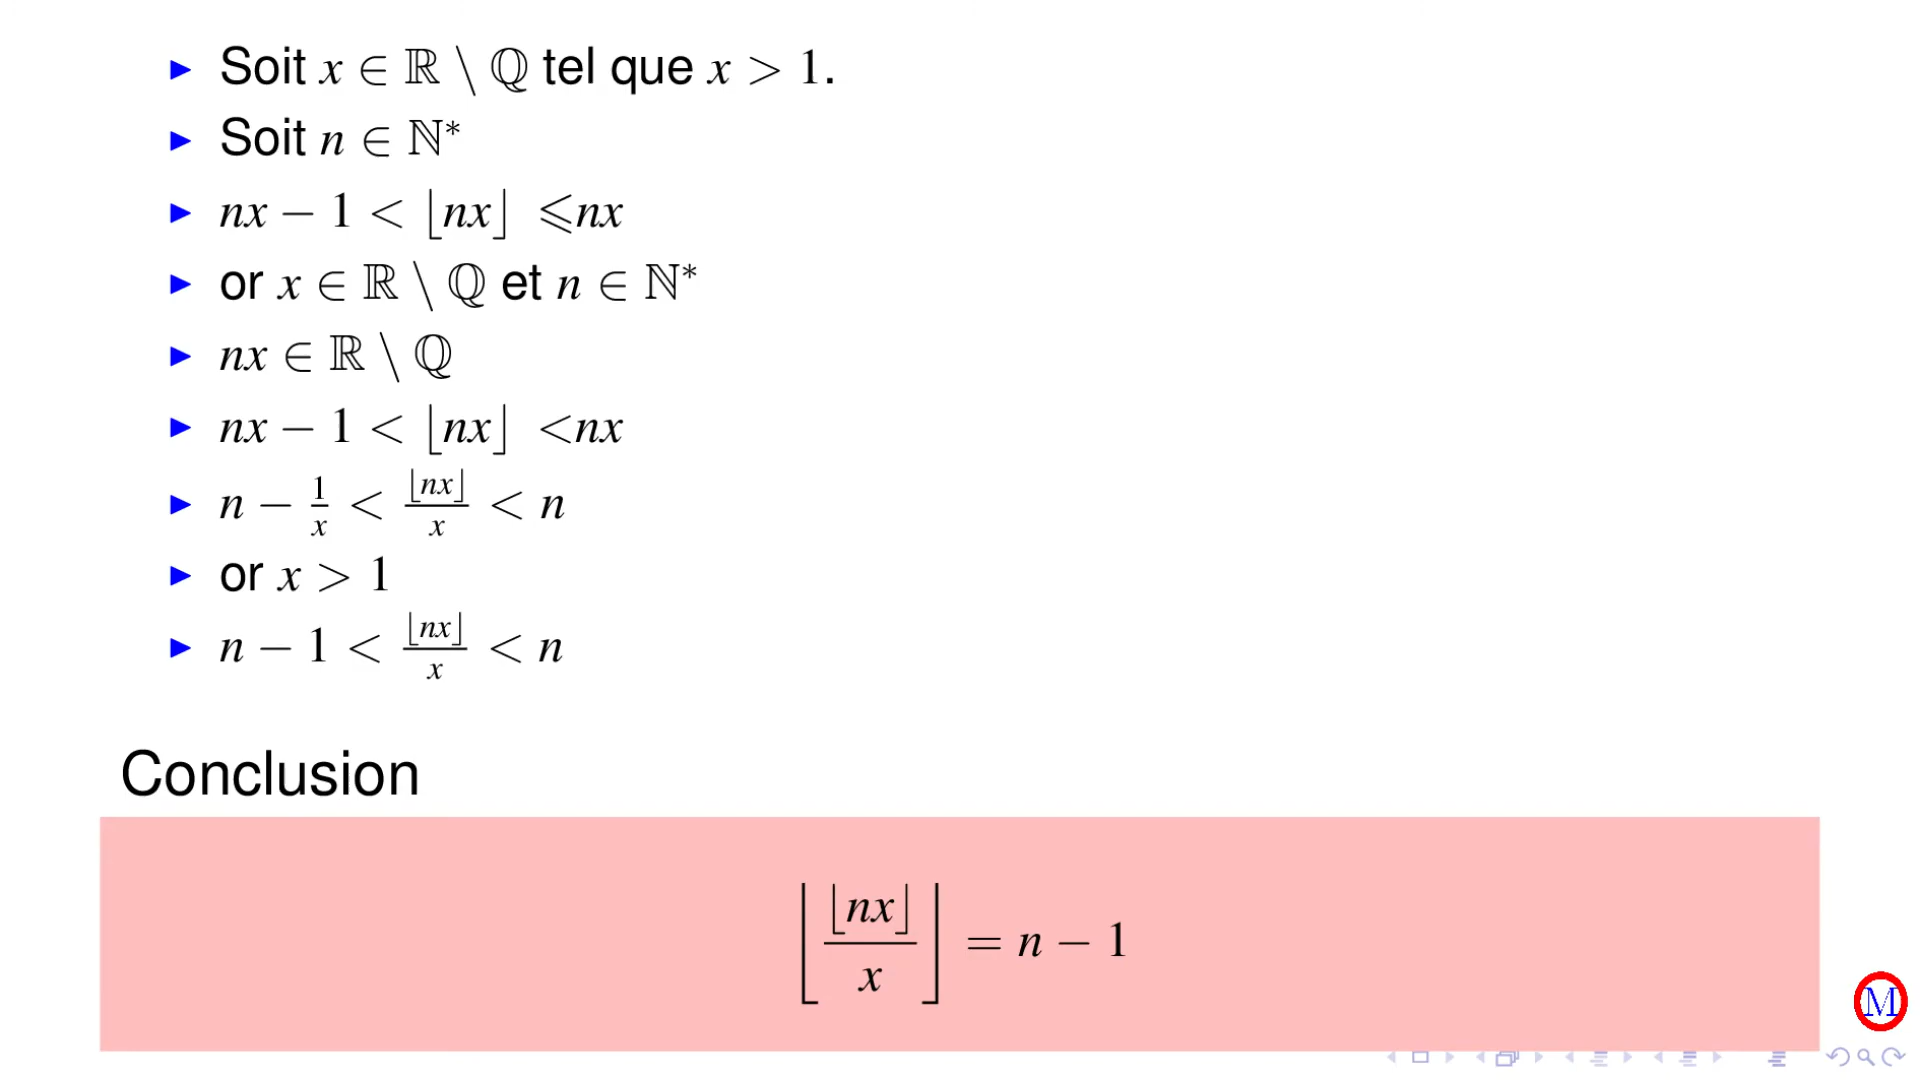 Soit x ∈ ℝ \ ℚ tel que x > 1.
Soit n ∈ ℕ*
nx − 1 < ⌊nx⌋ ⩽nx
or x ∈ ℝ \ ℚ et n ∈ ℕ*
nx ∈ ℝ \ ℚ
nx − 1 < ⌊nx⌋ <nx
n − 1/x < ⌊nx⌋/x < n
or x > 1
n − 1 < ⌊nx⌋/x < n
Conclusion
⌊⌊nx⌋/x⌋ = n − 1
M